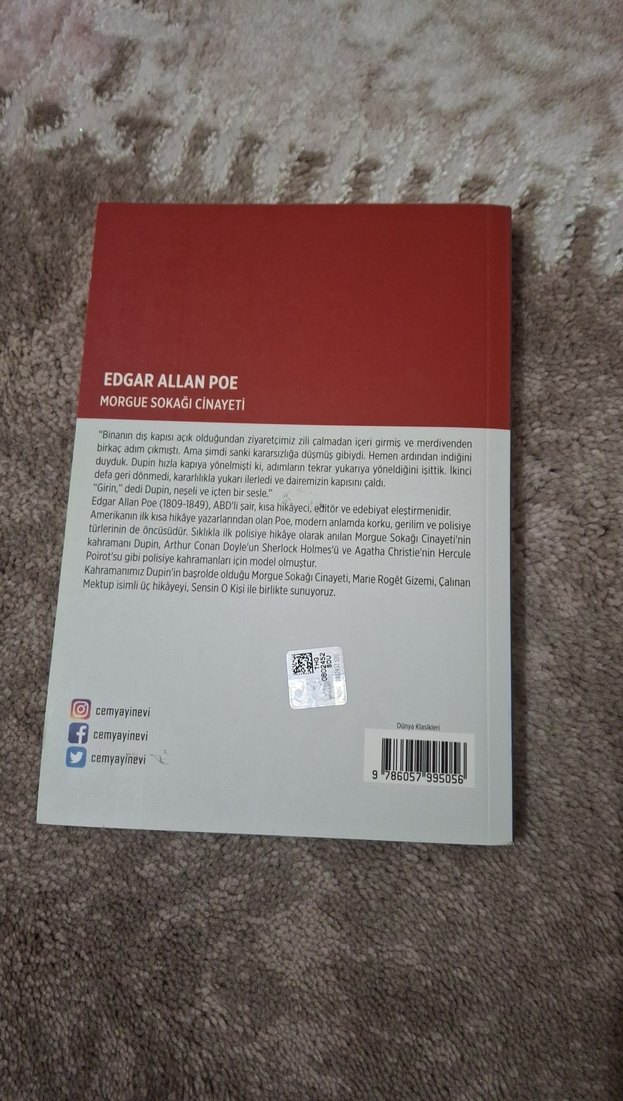 EDGAR ALLAN POE
MORGUE SOKAĞI CİNAYETİ
"Binanın dış kapısı açık olduğundan ziyaretçimiz zili çalmadan içeri girmiş ve merdivenden
birkaç adım çıkmıştı. Ama şimdi sanki kararsızlığa düşmüş gibiydi. Hemen ardından indiğini
duyduk. Dupin hızla kapıya yönelmişti ki, adımların tekrar yukarıya yöneldiğini işittik. İkinci
defa geri dönmedi, kararlılıkla yukarı ilerledi ve dairemizin kapısını çaldı.
"Girin," dedi Dupin, neşeli ve içten bir sesle."
Edgar Allan Poe (1809-1849), ABD'li şair, kısa hikâyeci, editör ve edebiyat eleştirmenidir.
Amerikanın ilk kısa hikâye yazarlarından olan Poe, modern anlamda korku, gerilim ve polisiye
türlerinin de öncüsüdür. Sıklıkla ilk polisiye hikâye olarak anılan Morgue Sokağı Cinayeti'nin
kahramanı Dupin, Arthur Conan Doyle'un Sherlock Holmes'ü ve Agatha Christie'nin Hercule
Poirot'su gibi polisiye kahramanları için model olmuştur.
Kahramanımız Dupin'in başrolde olduğu Morgue Sokağı Cinayeti, Marie Rogêt Gizemi, Çalınan
Mektup isimli üç hikâyeyi, Sensin O Kişi ile birlikte sunuyoruz.
TH3
0802452
SDU
cemyayinevi
cemyayinevi
cemyayinevi
Dünya Klasikleri
9 786057 995056